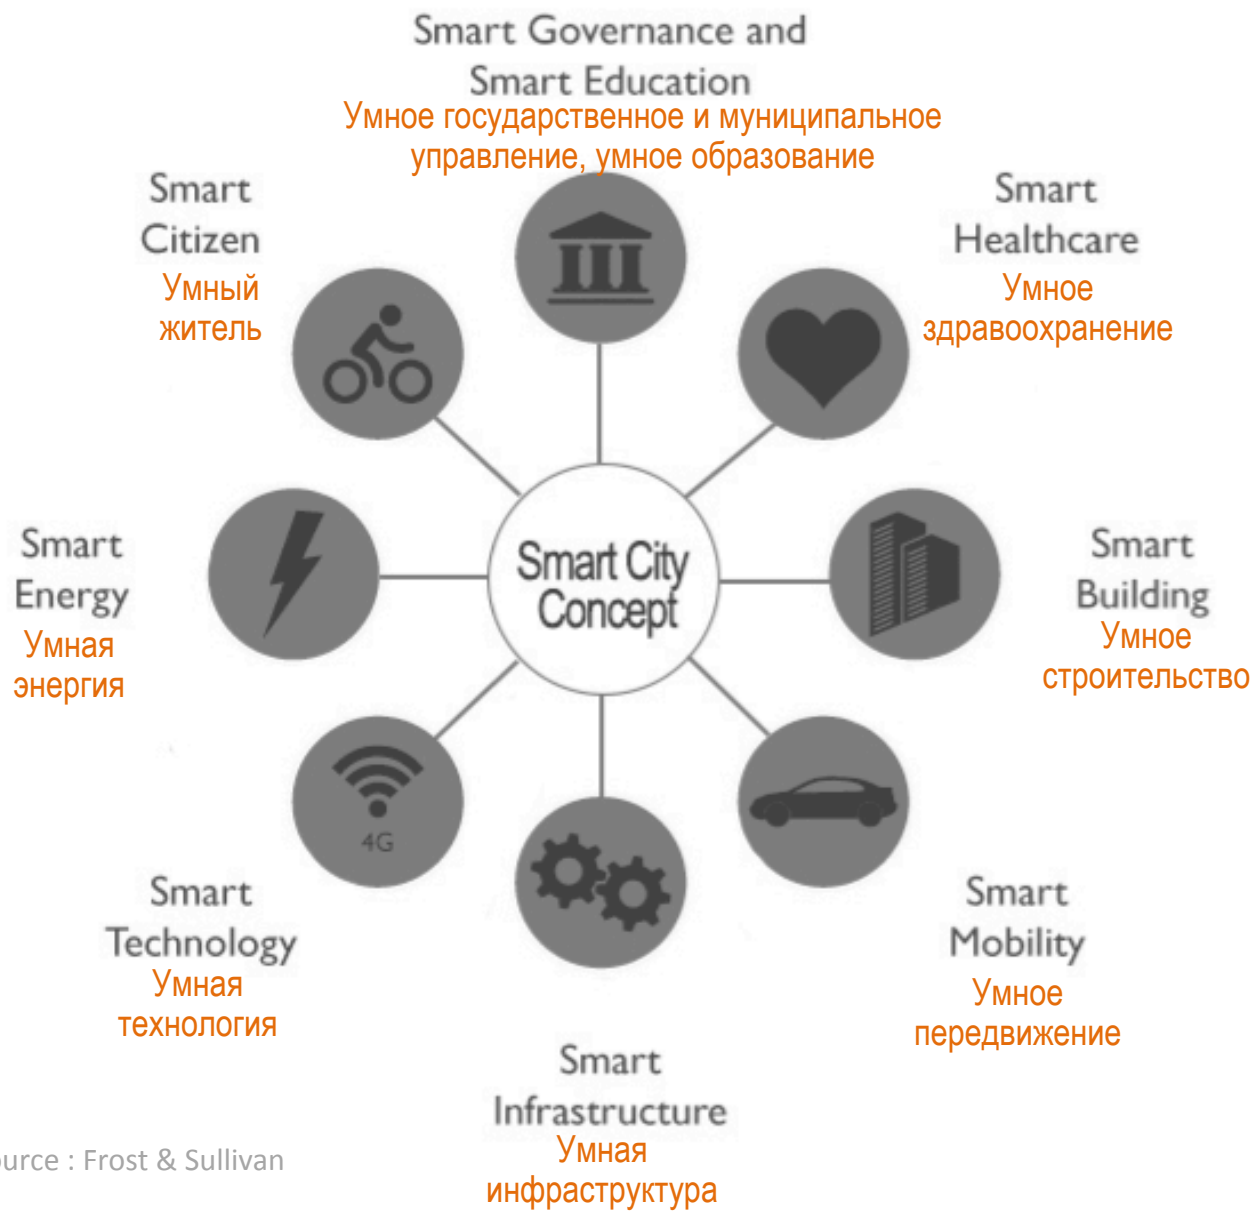 Smart Governance and
Smart Education
Умное государственное и муниципальное
управление, умное образование
Smart
Citizen
Умный
житель
Smart
Healthcare
Умное
здравоохранение
Smart
Energy
Умная
энергия
Smart City
Concept
Smart
Building
Умное
строительство
4G
Smart
Technology
Умная
технология
Smart
Mobility
Умное
передвижение
Smart
Infrastructure
Умная
инфраструктура
ource : Frost & Sullivan